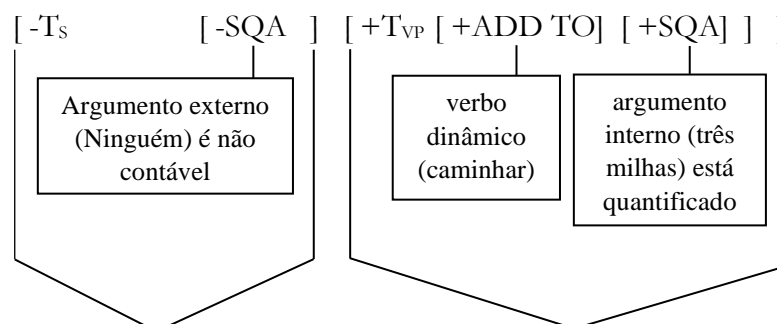 [ -TS [ -SQA ] [ +TVP [ +ADD TO] [ +SQA] ] ]
Argumento externo
(Ninguém) é não
contável
verbo
dinâmico
(caminhar)
argumento
interno (três
milhas) está
quantificado